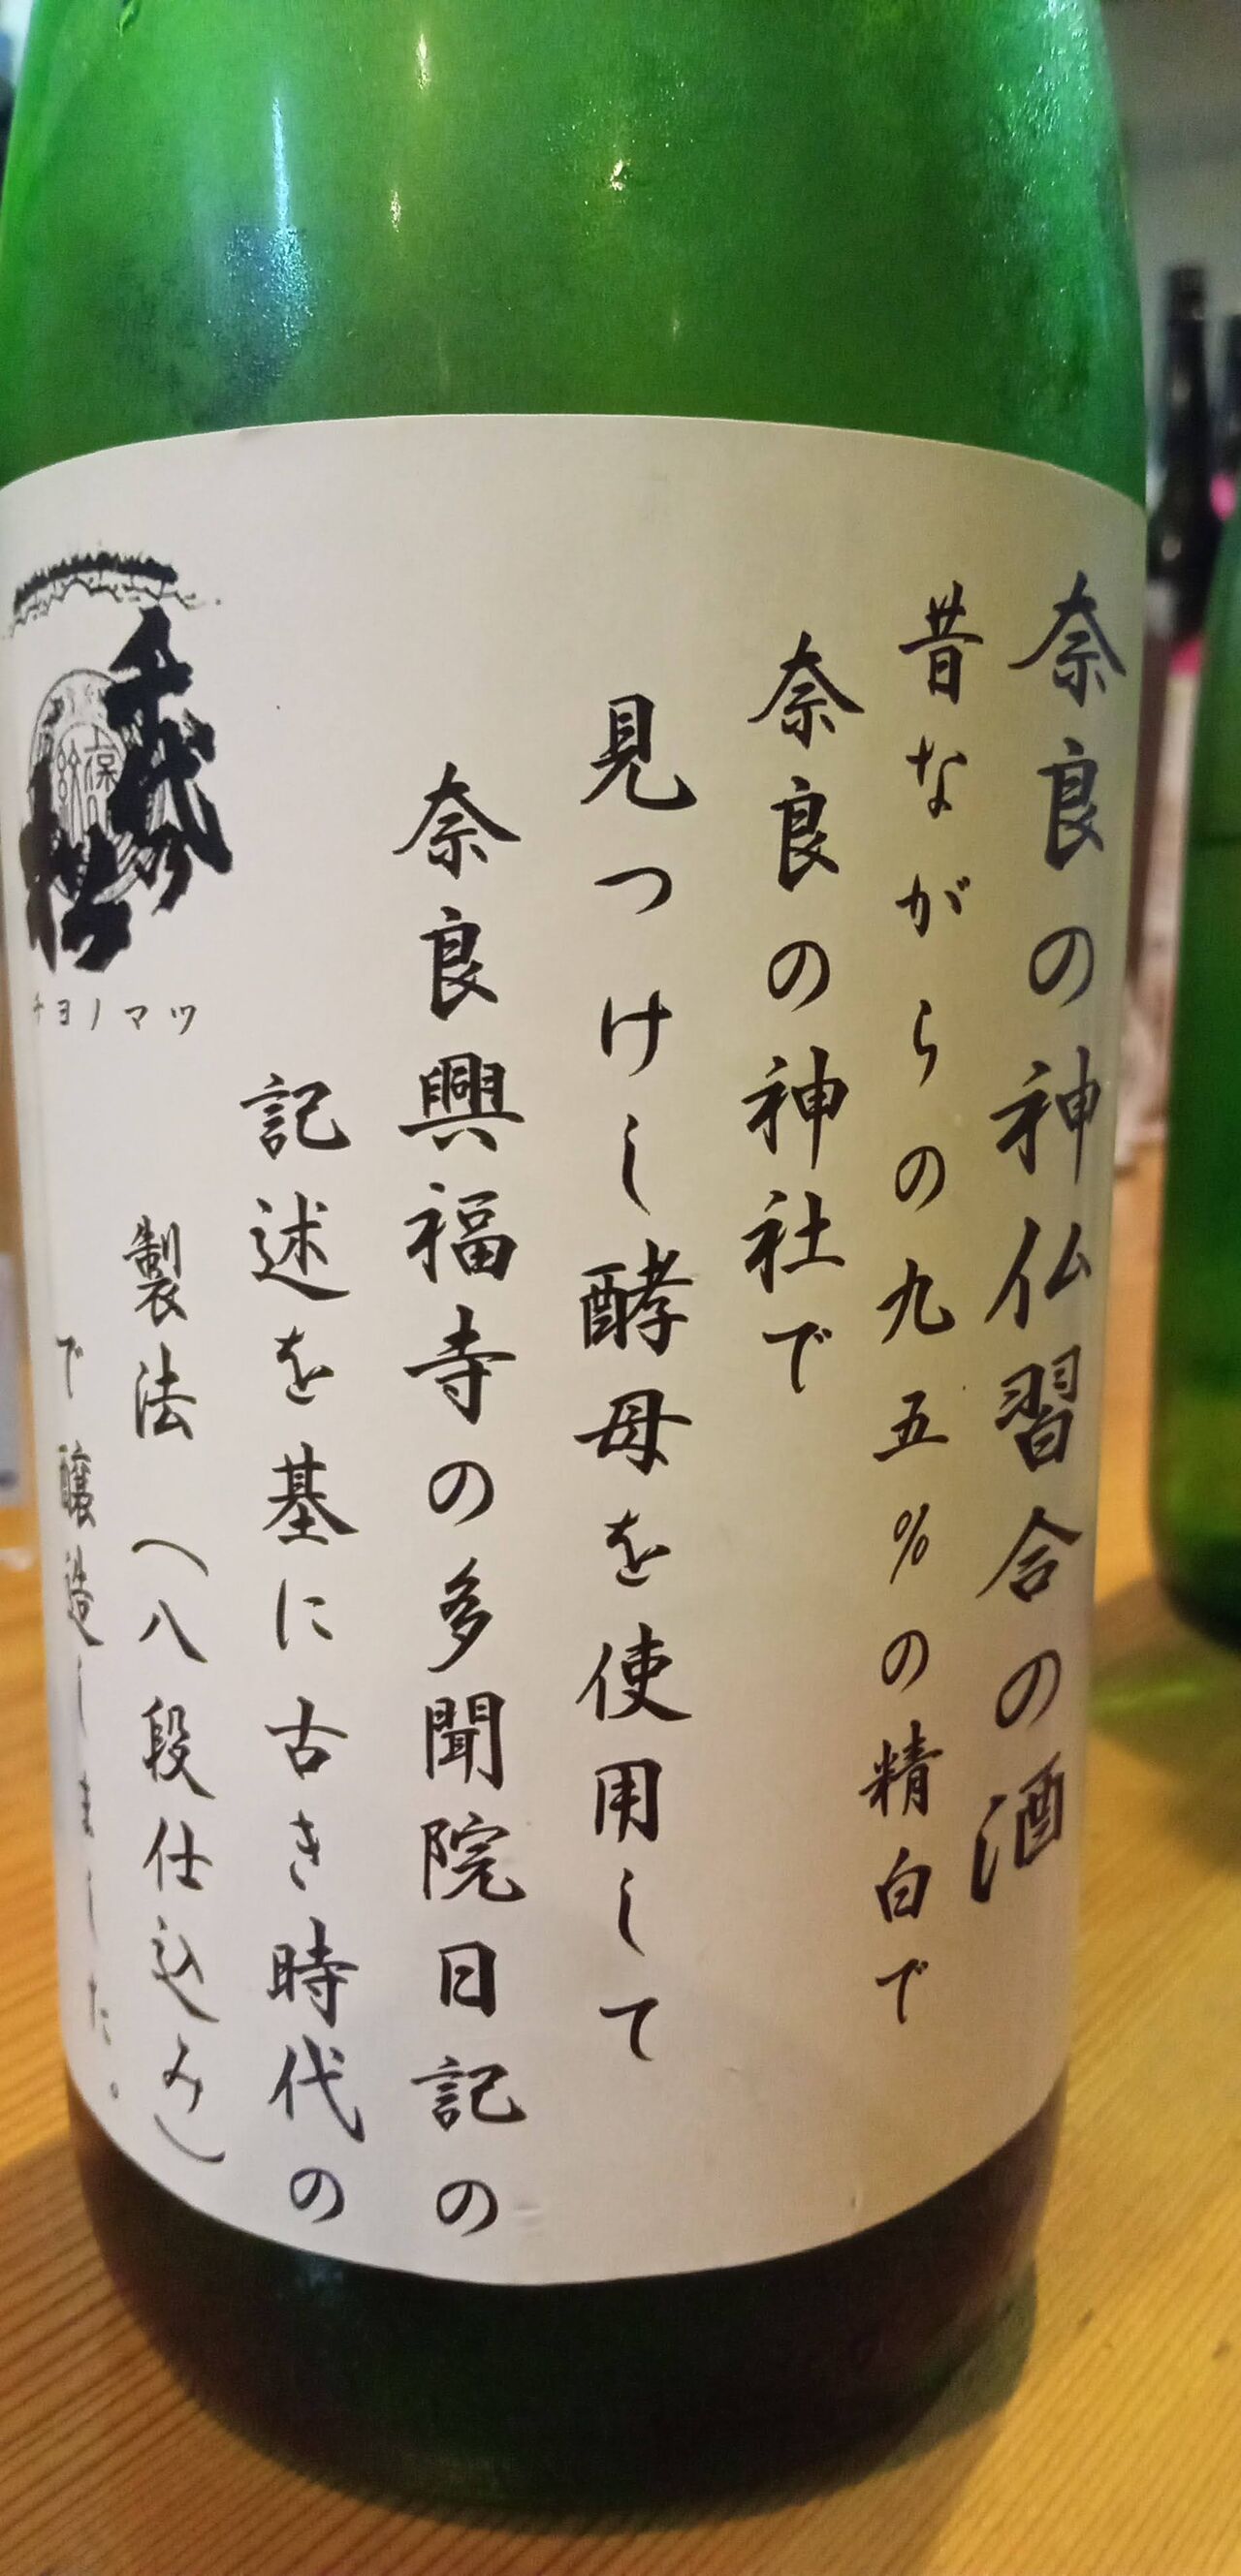 奈良の神仏習合の酒
昔ながらの九五%の精白で
奈良の神社で
見つけし酵母を使用して
奈良興福寺の多聞院日記の
記述を基に古き時代の
製法（八段仕込み）
で醸造しました。
千代の松
チヨノマツ